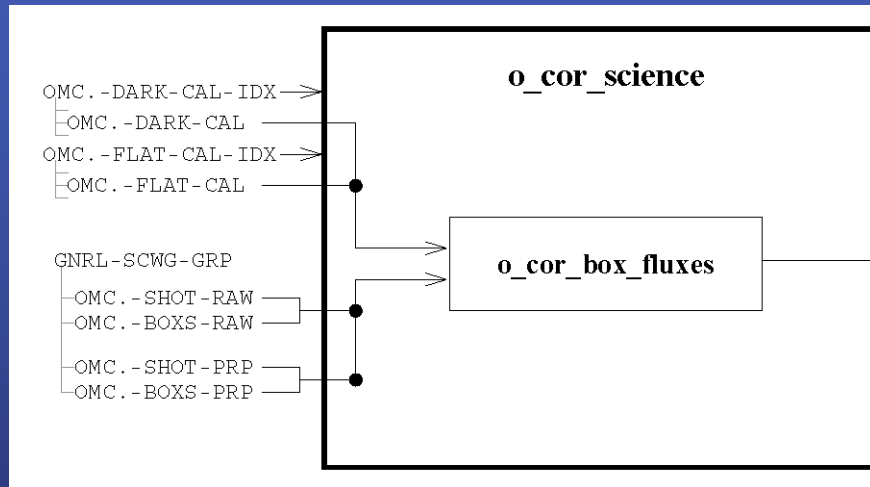 o_cor_science
OMC.-DARK-CAL-IDX
OMC.-DARK-CAL
OMC.-FLAT-CAL-IDX
OMC.-FLAT-CAL
GNRL-SCWG-GRP
OMC.-SHOT-RAW
OMC.-BOXS-RAW
OMC.-SHOT-PRP
OMC.-BOXS-PRP
o_cor_box_fluxes